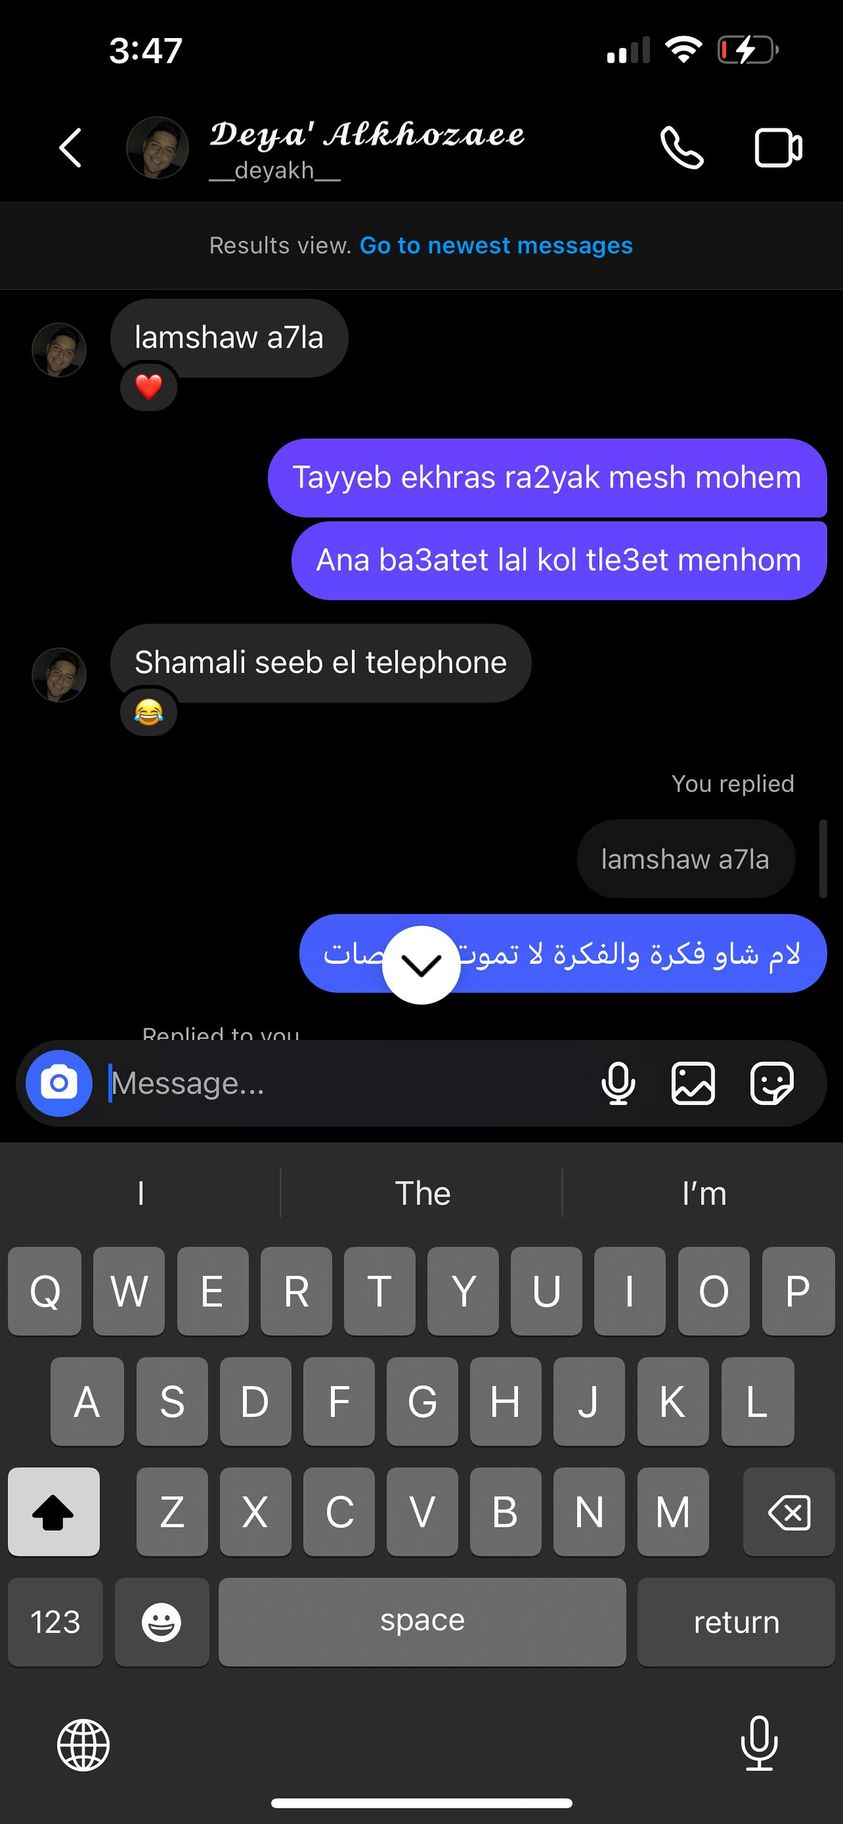 3:47
Deya' Alkhozaee
__deyakh__
Results view. Go to newest messages
lamshaw a7la
Tayyeb ekhras ra2yak mesh mohem
Ana ba3atet lal kol tle3et menhom
Shamali seeb el telephone
You replied
lamshaw a7la
لام شاو فكرة والفكرة لا تموت
Replied to you
Message...
I The I'm
Q W E R T Y U I O P
A S D F G H J K L
Z X C V B N M
123 space return